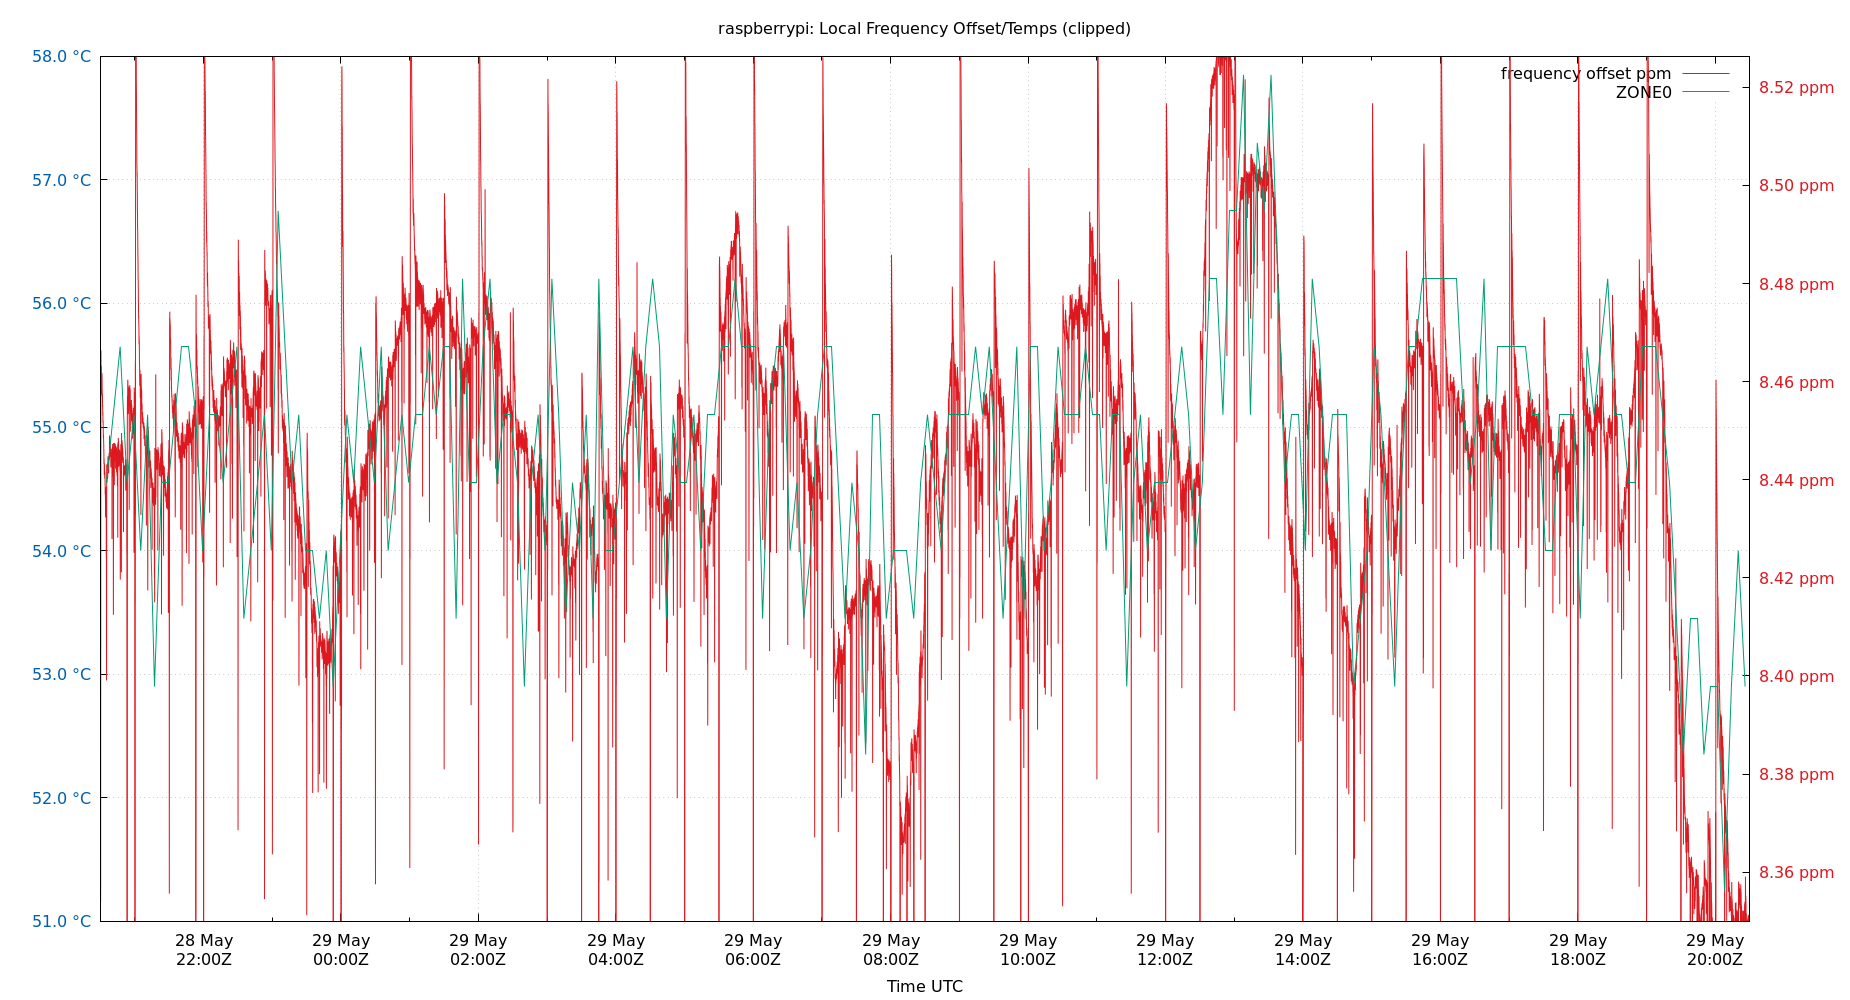 raspberrypi: Local Frequency Offset/Temps (clipped)
58.0 °C
57.0 °C
56.0 °C
55.0 °C
54.0 °C
53.0 °C
52.0 °C
51.0 °C
frequency offset ppm
ZONE0
8.52 ppm
8.50 ppm
8.48 ppm
8.46 ppm
8.44 ppm
8.42 ppm
8.40 ppm
8.38 ppm
8.36 ppm
28 May 29 May 29 May 29 May 29 May 29 May 29 May 29 May 29 May 29 May 29 May 29 May
22:00Z 00:00Z 02:00Z 04:00Z 06:00Z 08:00Z 10:00Z 12:00Z 14:00Z 16:00Z 18:00Z 20:00Z
Time UTC